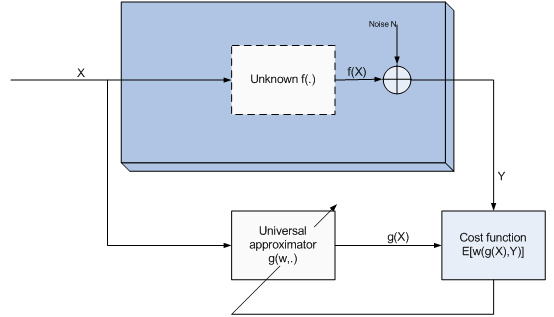 Noise N
X
Unknown f(.)
f(X)
Y
Universal
approximator
g(w,.)
g(X)
Cost function
E[w(g(X),Y)]